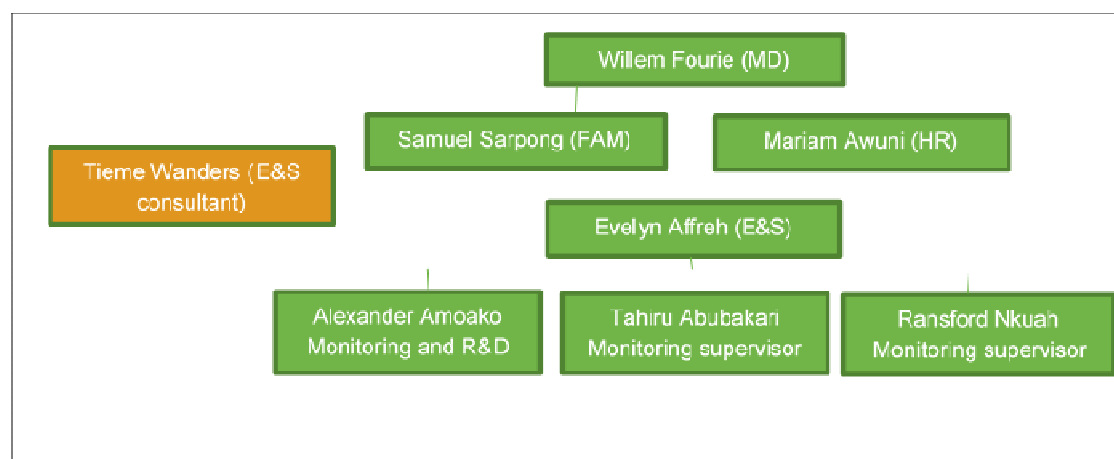 Willem Fourie (MD)
Samuel Sarpong (FAM)
Mariam Awuni (HR)
Tieme Wanders (E&S
consultant)
Evelyn Affreh (E&S)
Alexander Amoako
Monitoring and R&D
Tahiru Abubakari
Monitoring supervisor
Ransford Nkuah
Monitoring supervisor